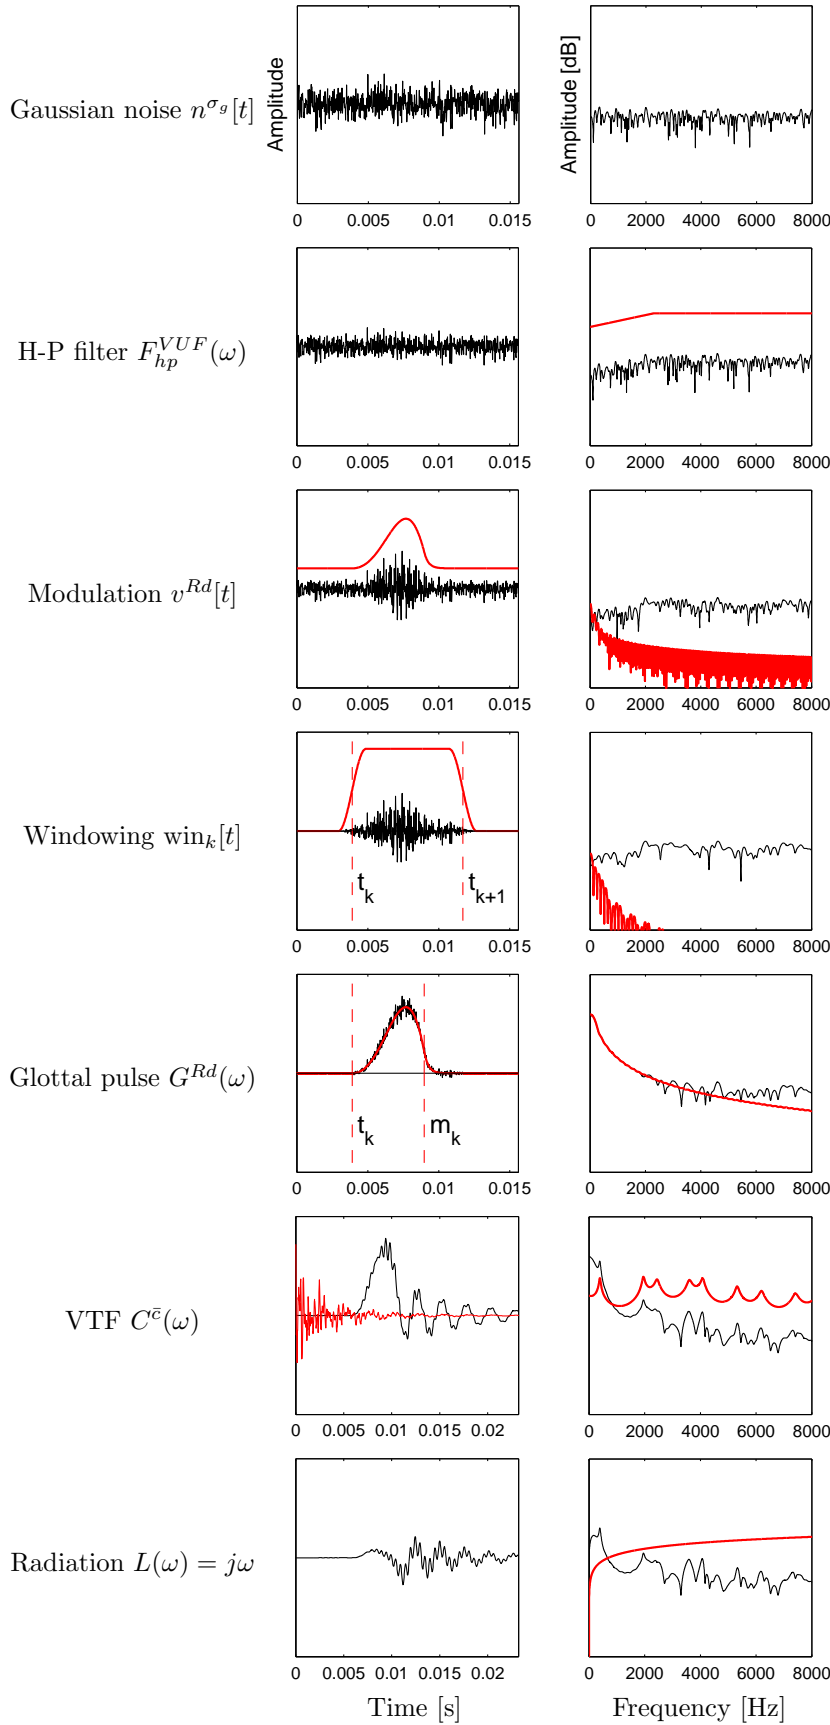 Gaussian noise n^{σ_g}[t]
Amplitude
0 0.005 0.01 0.015
Amplitude [dB]
0 2000 4000 6000 8000
H-P filter F_{hp}^{VUF}(ω)
0 0.005 0.01 0.015
0 2000 4000 6000 8000
Modulation v^{Rd}[t]
0 0.005 0.01 0.015
0 2000 4000 6000 8000
Windowing win_k[t]
t_k t_{k+1}
0 0.005 0.01 0.015
0 2000 4000 6000 8000
Glottal pulse G^{Rd}(ω)
t_k m_k
0 0.005 0.01 0.015
0 2000 4000 6000 8000
VTF C^{c̄}(ω)
0 0.005 0.01 0.015 0.02
0 2000 4000 6000 8000
Radiation L(ω) = jω
0 0.005 0.01 0.015 0.02
0 2000 4000 6000 8000
Time [s]
Frequency [Hz]